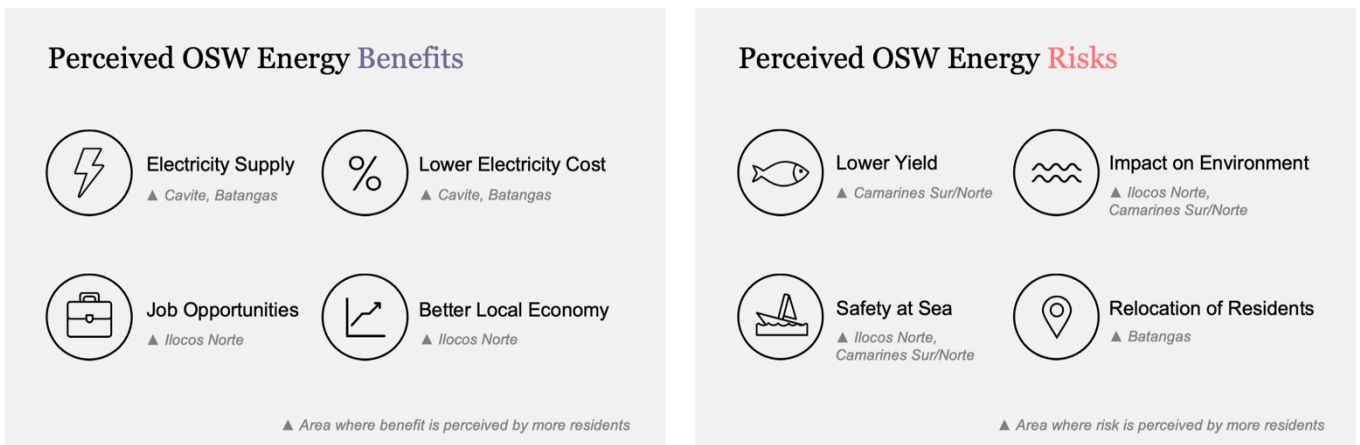 Perceived OSW Energy Benefits
Electricity Supply
▲ Cavite, Batangas
Lower Electricity Cost
▲ Cavite, Batangas
Job Opportunities
▲ Ilocos Norte
Better Local Economy
▲ Ilocos Norte
▲ Area where benefit is perceived by more residents
Perceived OSW Energy Risks
Lower Yield
▲ Camarines Sur/Norte
Impact on Environment
▲ Ilocos Norte,
Camarines Sur/Norte
Safety at Sea
▲ Ilocos Norte,
Camarines Sur/Norte
Relocation of Residents
▲ Batangas
▲ Area where risk is perceived by more residents